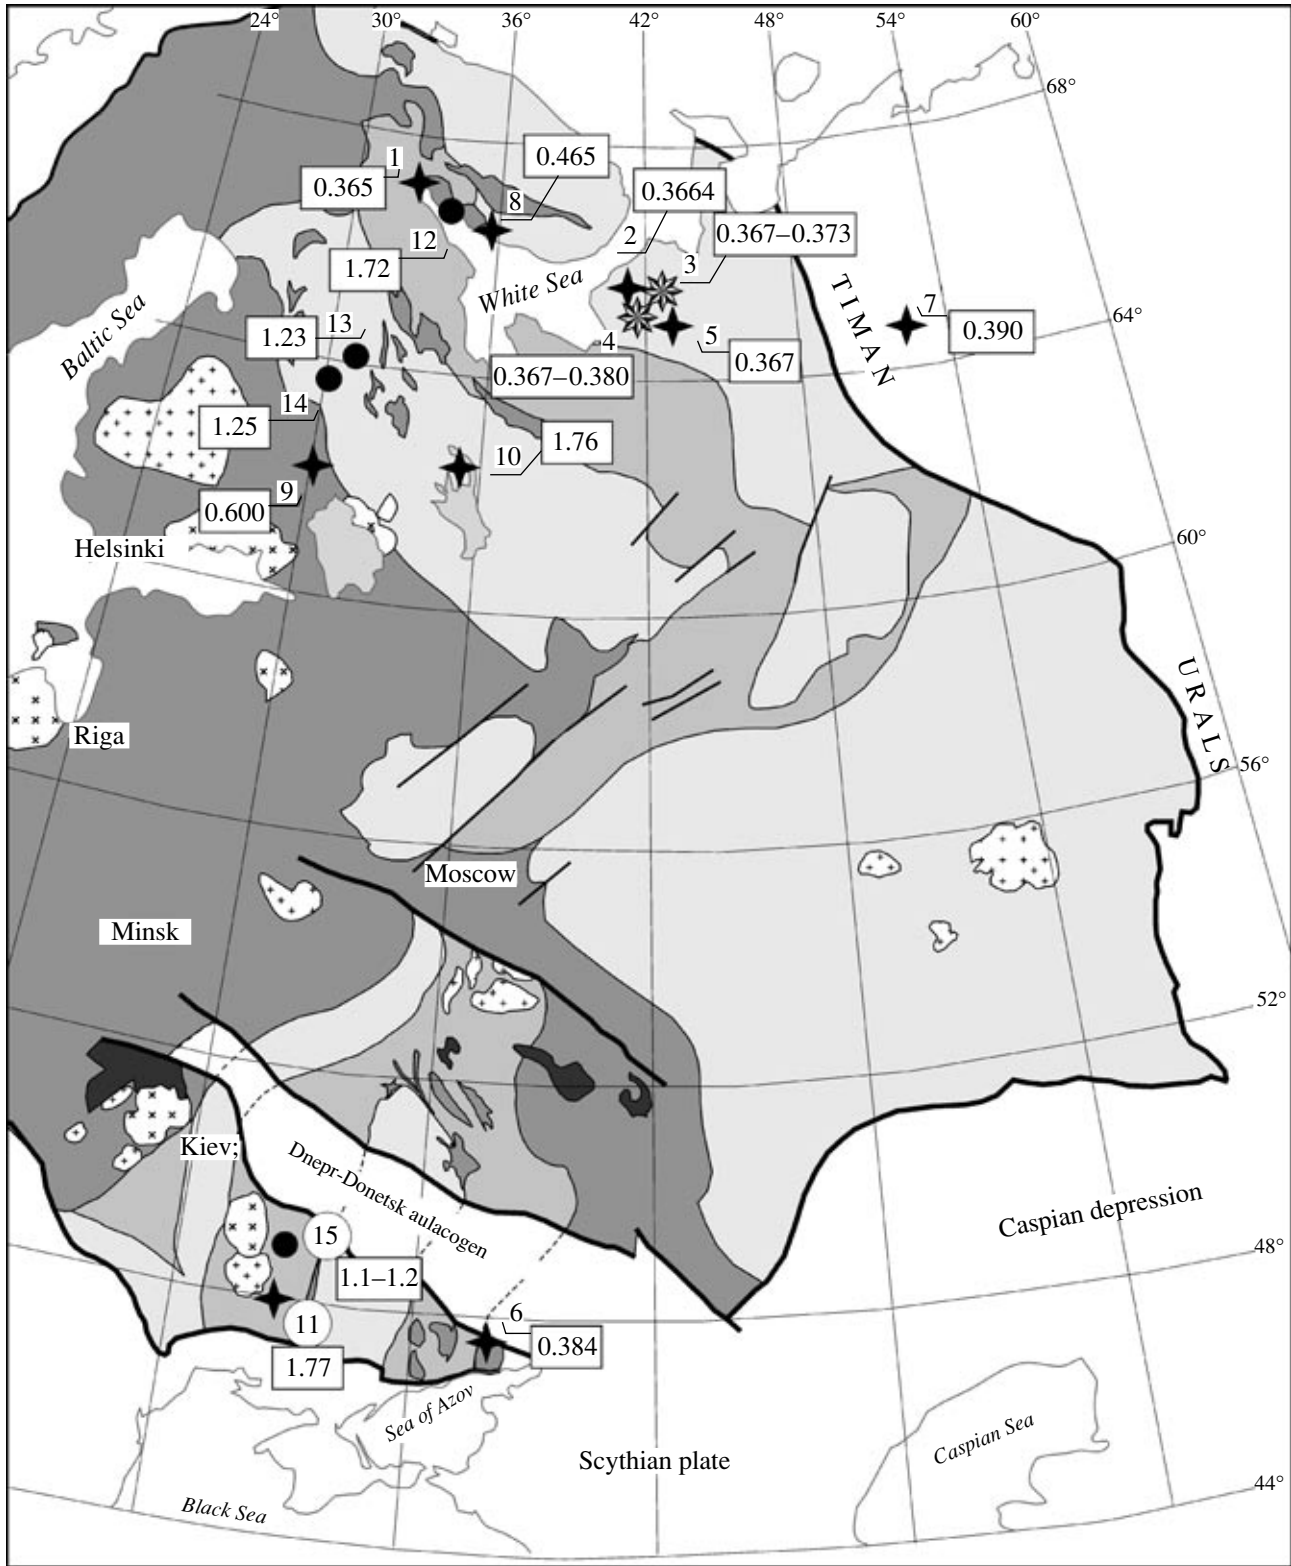 24°
30°
36°
42°
48°
54°
60°
68°
1
0.465
0.365
8
0.3664
2
0.367–0.373
12
3
1.72
White Sea
TIMAN
Baltic Sea
7
64°
1.23
13
0.390
4
5
0.367
0.367–0.380
14
1.25
1.76
10
9
0.600
Helsinki
60°
URALS
Riga
56°
Moscow
Minsk
52°
Kiev;
Dnepr-Donetsk aulacogen
Caspian depression
15
48°
1.1–1.2
11
6
0.384
1.77
Sea of Azov
Caspian Sea
Scythian plate
44°
Black Sea